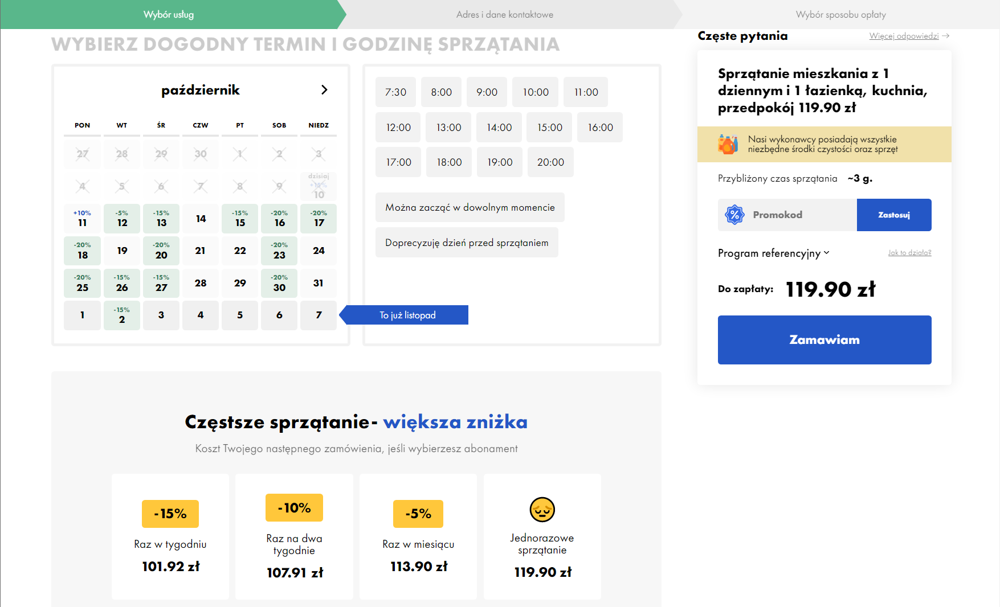 Wybór usług
Adres i dane kontaktowe
Wybór sposobu opłaty
WYBIERZ DOGODNY TERMIN I GODZINĘ SPRZĄTANIA
październik
PON WT ŚR CZW PT SOB NIEDZ
27 28 29 30 1 2 3
dzisiaj
+15%
4 5 6 7 8 9 10
+10% -5% -15% -15% -20% -20%
11 12 13 14 15 16 17
-20% -20% -20%
18 19 20 21 22 23 24
-20% -15% -15% -20%
25 26 27 28 29 30 31
-15%
1 2 3 4 5 6 7
To już listopad
7:30 8:00 9:00 10:00 11:00
12:00 13:00 14:00 15:00 16:00
17:00 18:00 19:00 20:00
Można zacząć w dowolnym momencie
Doprecyzuję dzień przed sprzątaniem
Częste pytania
Więcej odpowiedzi →
Sprzątanie mieszkania z 1
dziennym i 1 łazienką, kuchnia,
przedpokój 119.90 zł
Nasi wykonawcy posiadają wszystkie
niezbędne środki czystości oraz sprzęt
Przybliżony czas sprzątania ~3 g.
% Promokod
Zastosuj
Program referencyjny
Jak to działa?
Do zapłaty: 119.90 zł
Zamawiam
Częstsze sprzątanie- większa zniżka
Koszt Twojego następnego zamówienia, jeśli wybierzesz abonament
-15%
Raz w tygodniu
101.92 zł
-10%
Raz na dwa
tygodnie
107.91 zł
-5%
Raz w miesiącu
113.90 zł
Jednorazowe
sprzątanie
119.90 zł